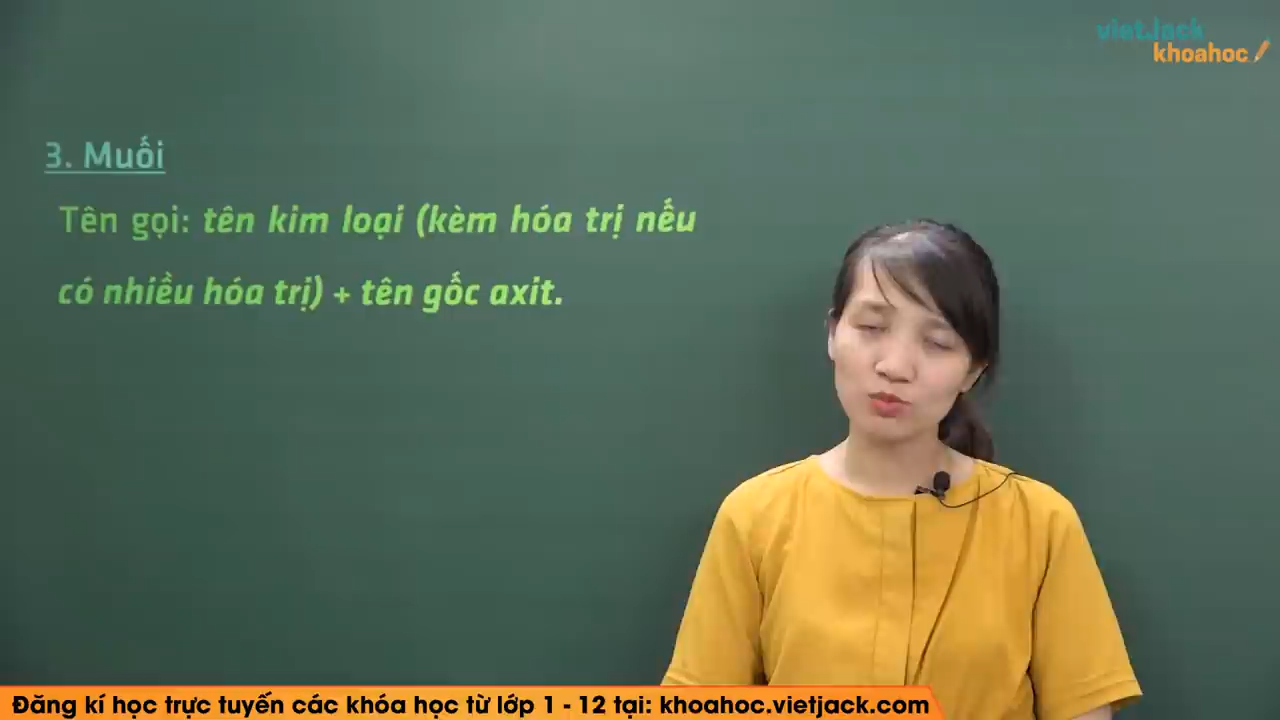 vietJack
khoahoc
3. Muối
Tên gọi: tên kim loại (kèm hóa trị nếu
có nhiều hóa trị) + tên gốc axit.
Đăng kí học trực tuyến các khóa học từ lớp 1 - 12 tại: khoahoc.vietjack.com